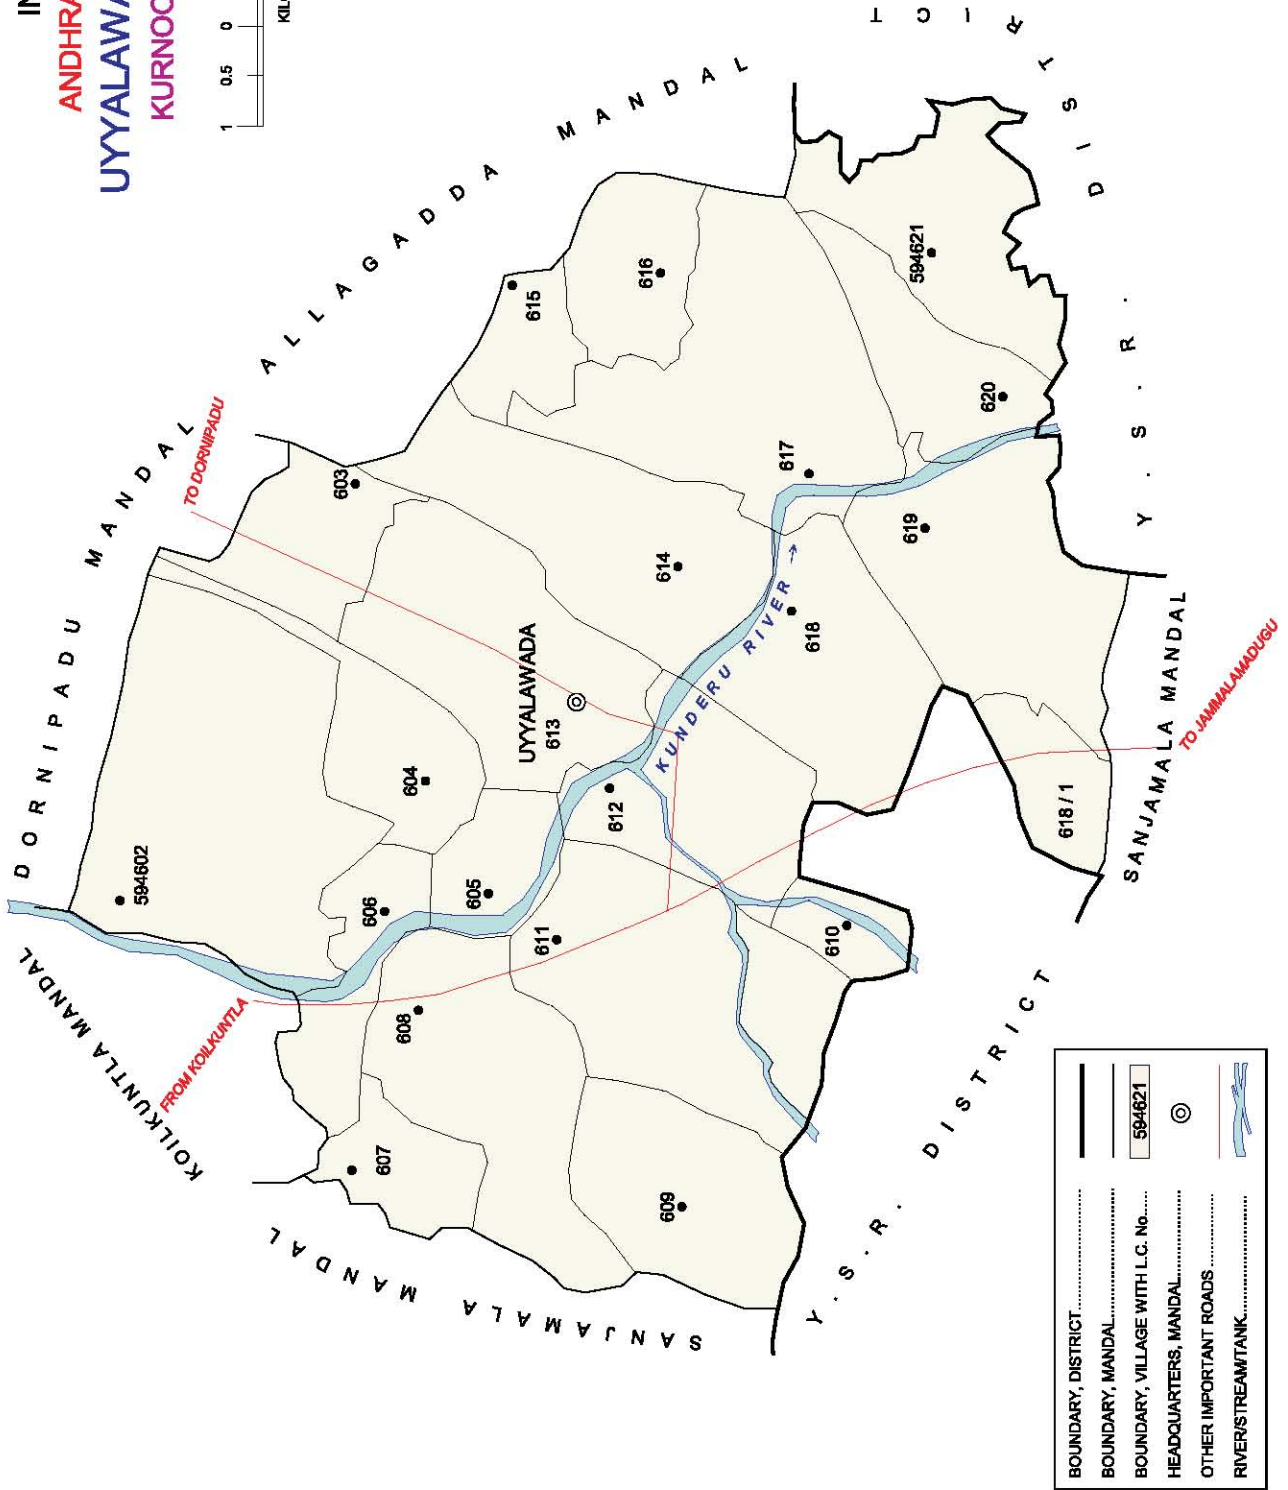 IN
ANDHRA
UYYALAWA
KURNOO
1 0.5 0
KIL
DORNIPADU MANDAL
ALLAGADDA MANDAL
TO DORNIPADU
KOILKUNTLA MANDAL
FROM KOILKUNTLA
SANJAMALA MANDAL
Y.S.R. DISTRICT
Y.S.R. DISTRICT
SANJAMALA MANDAL
TO JAMMALAMADUGU
KUNDERU RIVER →
UYYALAWADA
613
594602
603
604
605
606
607
608
609
610
611
612
614
615
616
617
618
618 / 1
619
620
594621
BOUNDARY, DISTRICT
BOUNDARY, MANDAL
BOUNDARY, VILLAGE WITH L.C. No. 594621
HEADQUARTERS, MANDAL
OTHER IMPORTANT ROADS
RIVER/STREAM/TANK